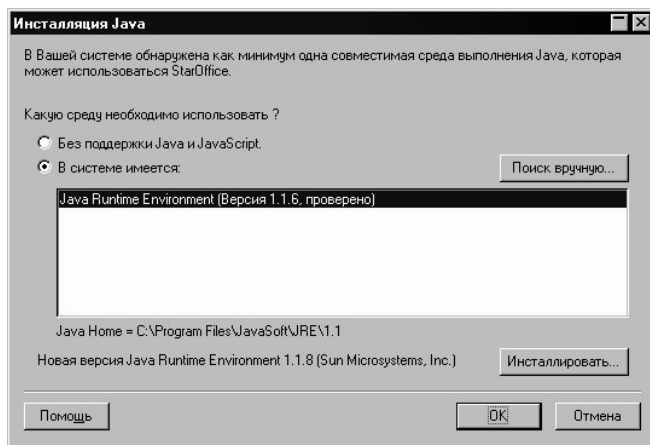 Инсталляция Java
В Вашей системе обнаружена как минимум одна совместимая среда выполнения Java, которая
может использоваться StarOffice.
Какую среду необходимо использовать ?
Без поддержки Java и JavaScript.
В системе имеется:
Поиск вручную...
Java Runtime Environment (Версия 1.1.6, проверено)
Java Home = C:\Program Files\JavaSoft\JRE\1.1
Новая версия Java Runtime Environment 1.1.8 (Sun Microsystems, Inc.)
Инсталлировать...
Помощь
OK
Отмена